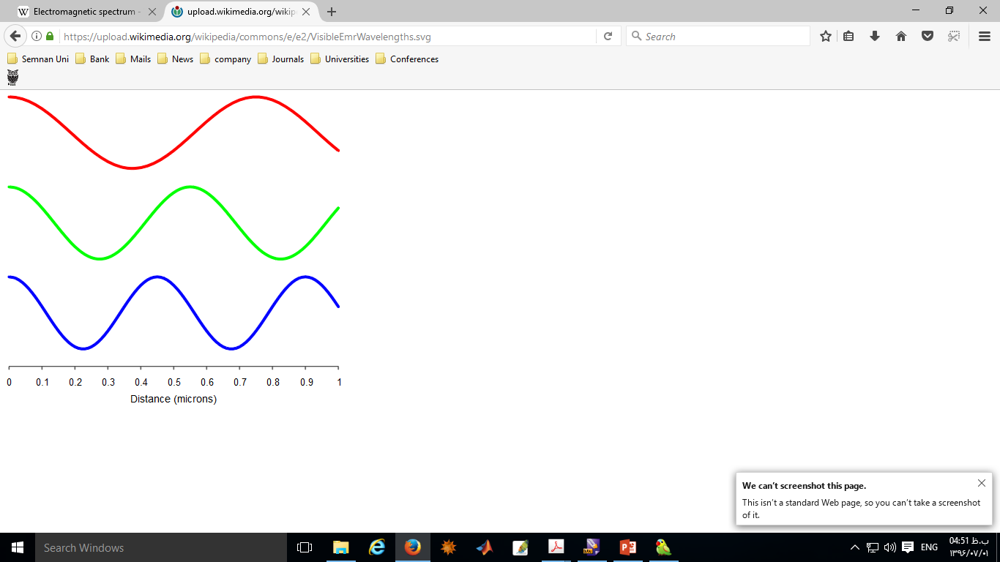 Electromagnetic spectrum -
upload.wikimedia.org/wikip
https://upload.wikimedia.org/wikipedia/commons/e/e2/VisibleEmrWavelengths.svg
Search
Semnan Uni Bank Mails News company Journals Universities Conferences
0 0.1 0.2 0.3 0.4 0.5 0.6 0.7 0.8 0.9 1
Distance (microns)
We can't screenshot this page.
This isn't a standard Web page, so you can't take a screenshot
of it.
Search Windows
ENG
04:51 ب.ظ
۱۳۹۶/۰۷/۰۱